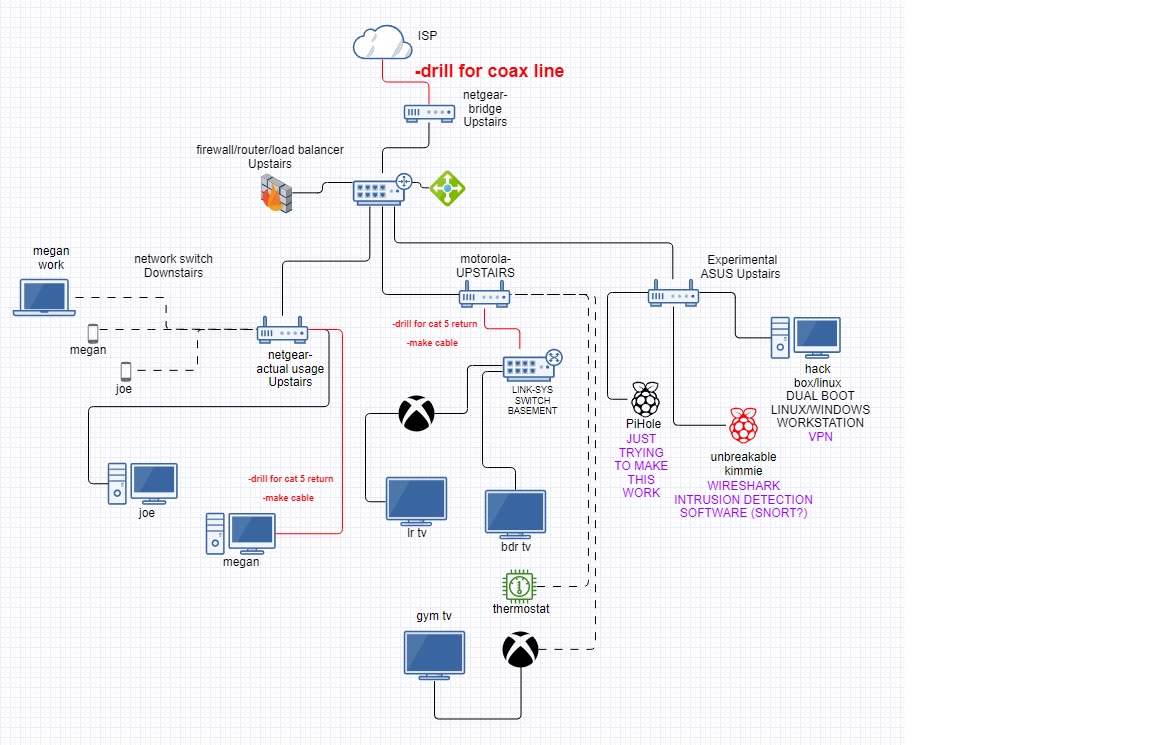 ISP
-drill for coax line
netgear-
bridge
Upstairs
firewall/router/load balancer
Upstairs
megan
work
network switch
Downstairs
motorola-
UPSTAIRS
Experimental
ASUS Upstairs
megan
joe
netgear-
actual usage
Upstairs
-drill for cat 5 return
-make cable
LINK-SYS
SWITCH
BASEMENT
hack
box/linux
DUAL BOOT
LINUX/WINDOWS
WORKSTATION
VPN
PiHole
JUST
TRYING
TO MAKE
THIS
WORK
unbreakable
kimmie
WIRESHARK
INTRUSION DETECTION
SOFTWARE (SNORT?)
-drill for cat 5 return
-make cable
joe
megan
lr tv
bdr tv
thermostat
gym tv